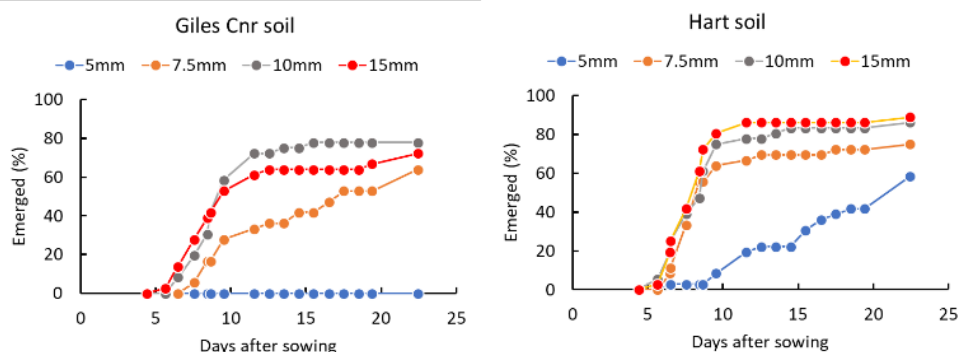 Giles Cnr soil
5mm 7.5mm 10mm 15mm
Emerged (%)
100
80
60
40
20
0
0 5 10 15 20 25
Days after sowing
Hart soil
5mm 7.5mm 10mm 15mm
Emerged (%)
100
80
60
40
20
0
0 5 10 15 20 25
Days after sowing